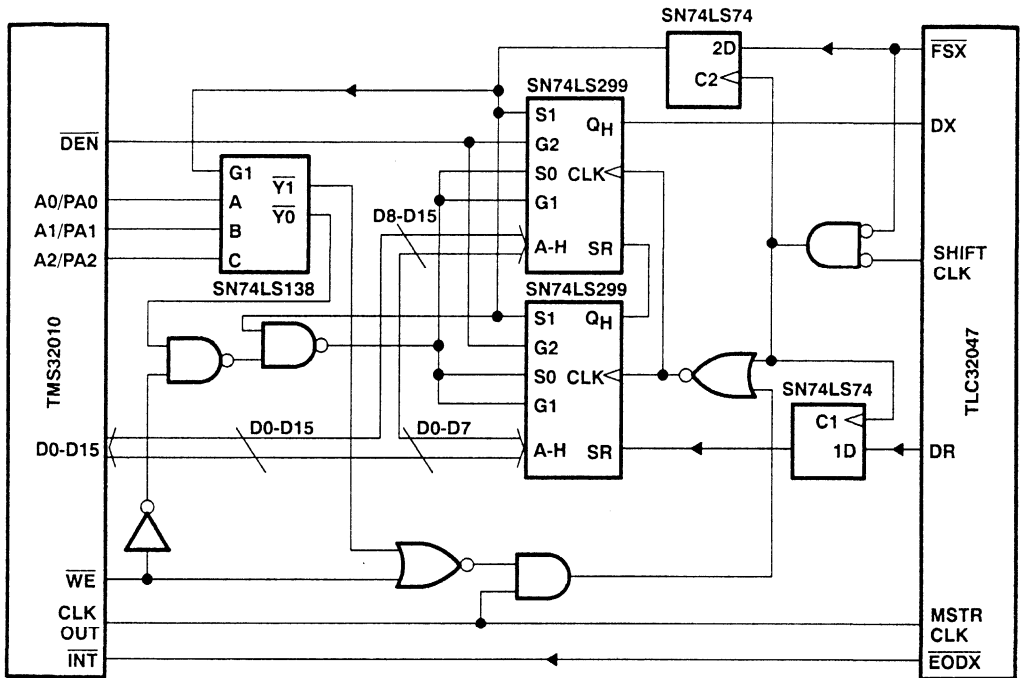 SN74LS74
2D
C2
FSX
SN74LS299
S1
QH
DX
G2
DEN
S0
CLK
G1
G1
Y1
A0/PA0
A
Y0
D8-D15
A1/PA1
B
A-H
SR
A2/PA2
C
SHIFT
CLK
SN74LS138
SN74LS299
S1
QH
G2
S0
CLK
G1
SN74LS74
C1
1D
DR
TMS32010
TLC32047
D0-D15
D0-D15
D0-D7
A-H
SR
WE
CLK
OUT
MSTR
CLK
INT
EODX